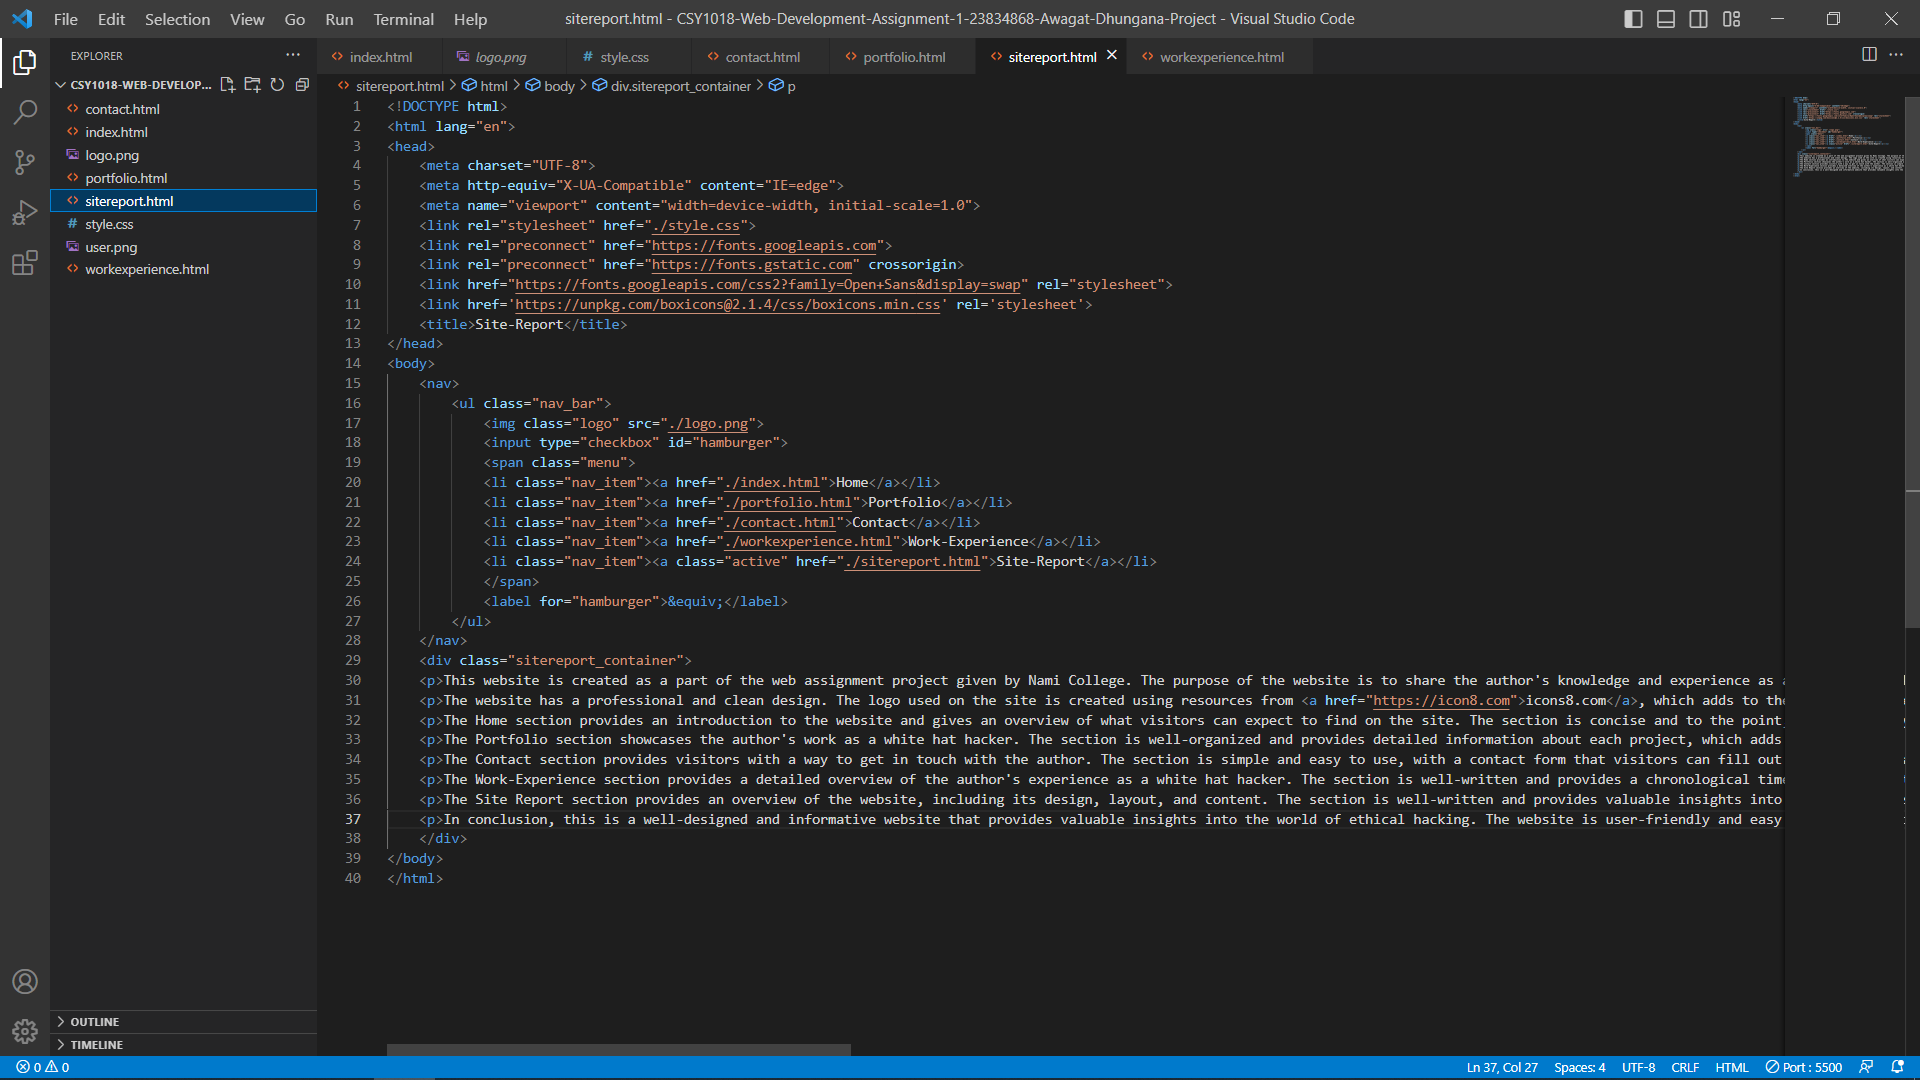 File Edit Selection View Go Run Terminal Help
sitereport.html - CSY1018-Web-Development-Assignment-1-23834868-Awagat-Dhungana-Project - Visual Studio Code
EXPLORER
CSY1018-WEB-DEVELOP...
contact.html
index.html
logo.png
portfolio.html
sitereport.html
style.css
user.png
workexperience.html
OUTLINE
TIMELINE
index.html logo.png style.css contact.html portfolio.html sitereport.html workexperience.html
sitereport.html > html > body > div.sitereport_container > p
1 <!DOCTYPE html>
2 <html lang="en">
3 <head>
4 <meta charset="UTF-8">
5 <meta http-equiv="X-UA-Compatible" content="IE=edge">
6 <meta name="viewport" content="width=device-width, initial-scale=1.0">
7 <link rel="stylesheet" href="./style.css">
8 <link rel="preconnect" href="https://fonts.googleapis.com">
9 <link rel="preconnect" href="https://fonts.gstatic.com" crossorigin>
10 <link href="https://fonts.googleapis.com/css2?family=Open+Sans&display=swap" rel="stylesheet">
11 <link href='https://unpkg.com/boxicons@2.1.4/css/boxicons.min.css' rel='stylesheet'>
12 <title>Site-Report</title>
13 </head>
14 <body>
15 <nav>
16 <ul class="nav_bar">
17 <img class="logo" src="./logo.png">
18 <input type="checkbox" id="hamburger">
19 <span class="menu">
20 <li class="nav_item"><a href="./index.html">Home</a></li>
21 <li class="nav_item"><a href="./portfolio.html">Portfolio</a></li>
22 <li class="nav_item"><a href="./contact.html">Contact</a></li>
23 <li class="nav_item"><a href="./workexperience.html">Work-Experience</a></li>
24 <li class="nav_item"><a class="active" href="./sitereport.html">Site-Report</a></li>
25 </span>
26 <label for="hamburger">&equiv;</label>
27 </ul>
28 </nav>
29 <div class="sitereport_container">
30 <p>This website is created as a part of the web assignment project given by Nami College. The purpose of the website is to share the author's knowledge and experience as
31 <p>The website has a professional and clean design. The logo used on the site is created using resources from <a href="https://icon8.com">icons8.com</a>, which adds to the
32 <p>The Home section provides an introduction to the website and gives an overview of what visitors can expect to find on the site. The section is concise and to the point
33 <p>The Portfolio section showcases the author's work as a white hat hacker. The section is well-organized and provides detailed information about each project, which adds
34 <p>The Contact section provides visitors with a way to get in touch with the author. The section is simple and easy to use, with a contact form that visitors can fill out
35 <p>The Work-Experience section provides a detailed overview of the author's experience as a white hat hacker. The section is well-written and provides a chronological
36 <p>The Site Report section provides an overview of the website, including its design, layout, and content. The section is well-written and provides valuable insights into
37 <p>In conclusion, this is a well-designed and informative website that provides valuable insights into the world of ethical hacking. The website is user-friendly and easy
38 </div>
39 </body>
40 </html>
0 0
Ln 37, Col 27 Spaces: 4 UTF-8 CRLF HTML Port : 5500